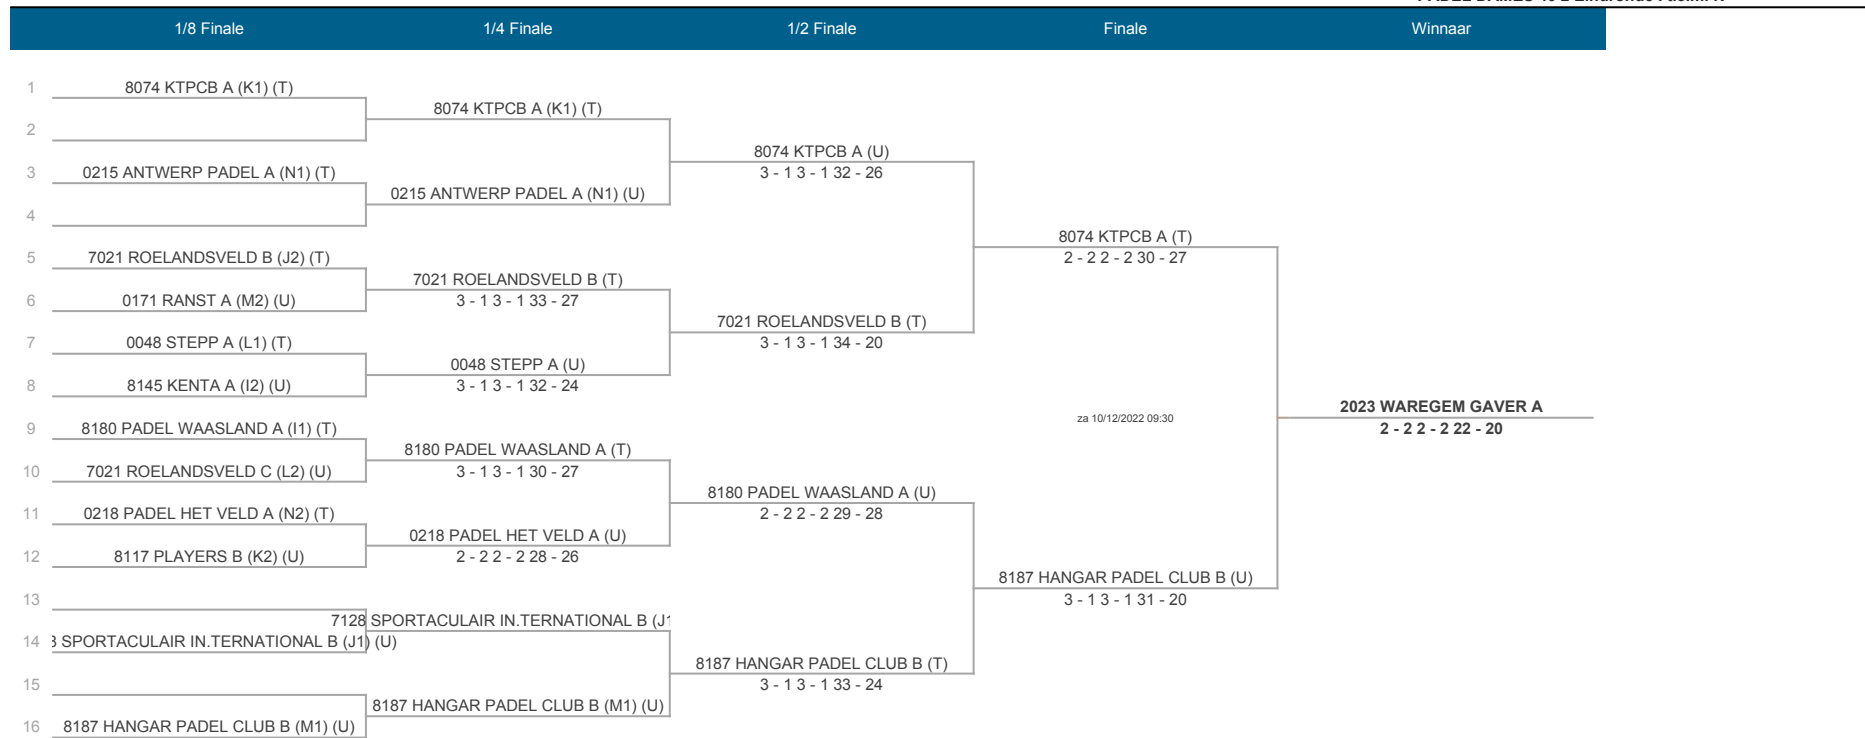 1/8 Finale 1/4 Finale 1/2 Finale Finale Winnaar
1 8074 KTPCB A (K1) (T)
8074 KTPCB A (K1) (T)
2
8074 KTPCB A (U)
3 0215 ANTWERP PADEL A (N1) (T)
3 - 1 3 - 1 32 - 26
0215 ANTWERP PADEL A (N1) (U)
4
8074 KTPCB A (T)
5 7021 ROELANDSVELD B (J2) (T)
2 - 2 2 - 2 30 - 27
7021 ROELANDSVELD B (T)
6 0171 RANST A (M2) (U)
3 - 1 3 - 1 33 - 27
7021 ROELANDSVELD B (T)
7 0048 STEPP A (L1) (T)
3 - 1 3 - 1 34 - 20
0048 STEPP A (U)
8 8145 KENTA A (I2) (U)
3 - 1 3 - 1 32 - 24
2023 WAREGEM GAVER A
za 10/12/2022 09:30
9 8180 PADEL WAASLAND A (I1) (T)
2 - 2 2 - 2 22 - 20
8180 PADEL WAASLAND A (T)
10 7021 ROELANDSVELD C (L2) (U)
3 - 1 3 - 1 30 - 27
8180 PADEL WAASLAND A (U)
11 0218 PADEL HET VELD A (N2) (T)
2 - 2 2 - 2 29 - 28
0218 PADEL HET VELD A (U)
12 8117 PLAYERS B (K2) (U)
2 - 2 2 - 2 28 - 26
8187 HANGAR PADEL CLUB B (U)
13
3 - 1 3 - 1 31 - 20
7128 SPORTACULAIR IN.TERNATIONAL B (J1
14 SPORTACULAIR IN.TERNATIONAL B (J1) (U)
8187 HANGAR PADEL CLUB B (T)
15
3 - 1 3 - 1 33 - 24
8187 HANGAR PADEL CLUB B (M1) (U)
16 8187 HANGAR PADEL CLUB B (M1) (U)